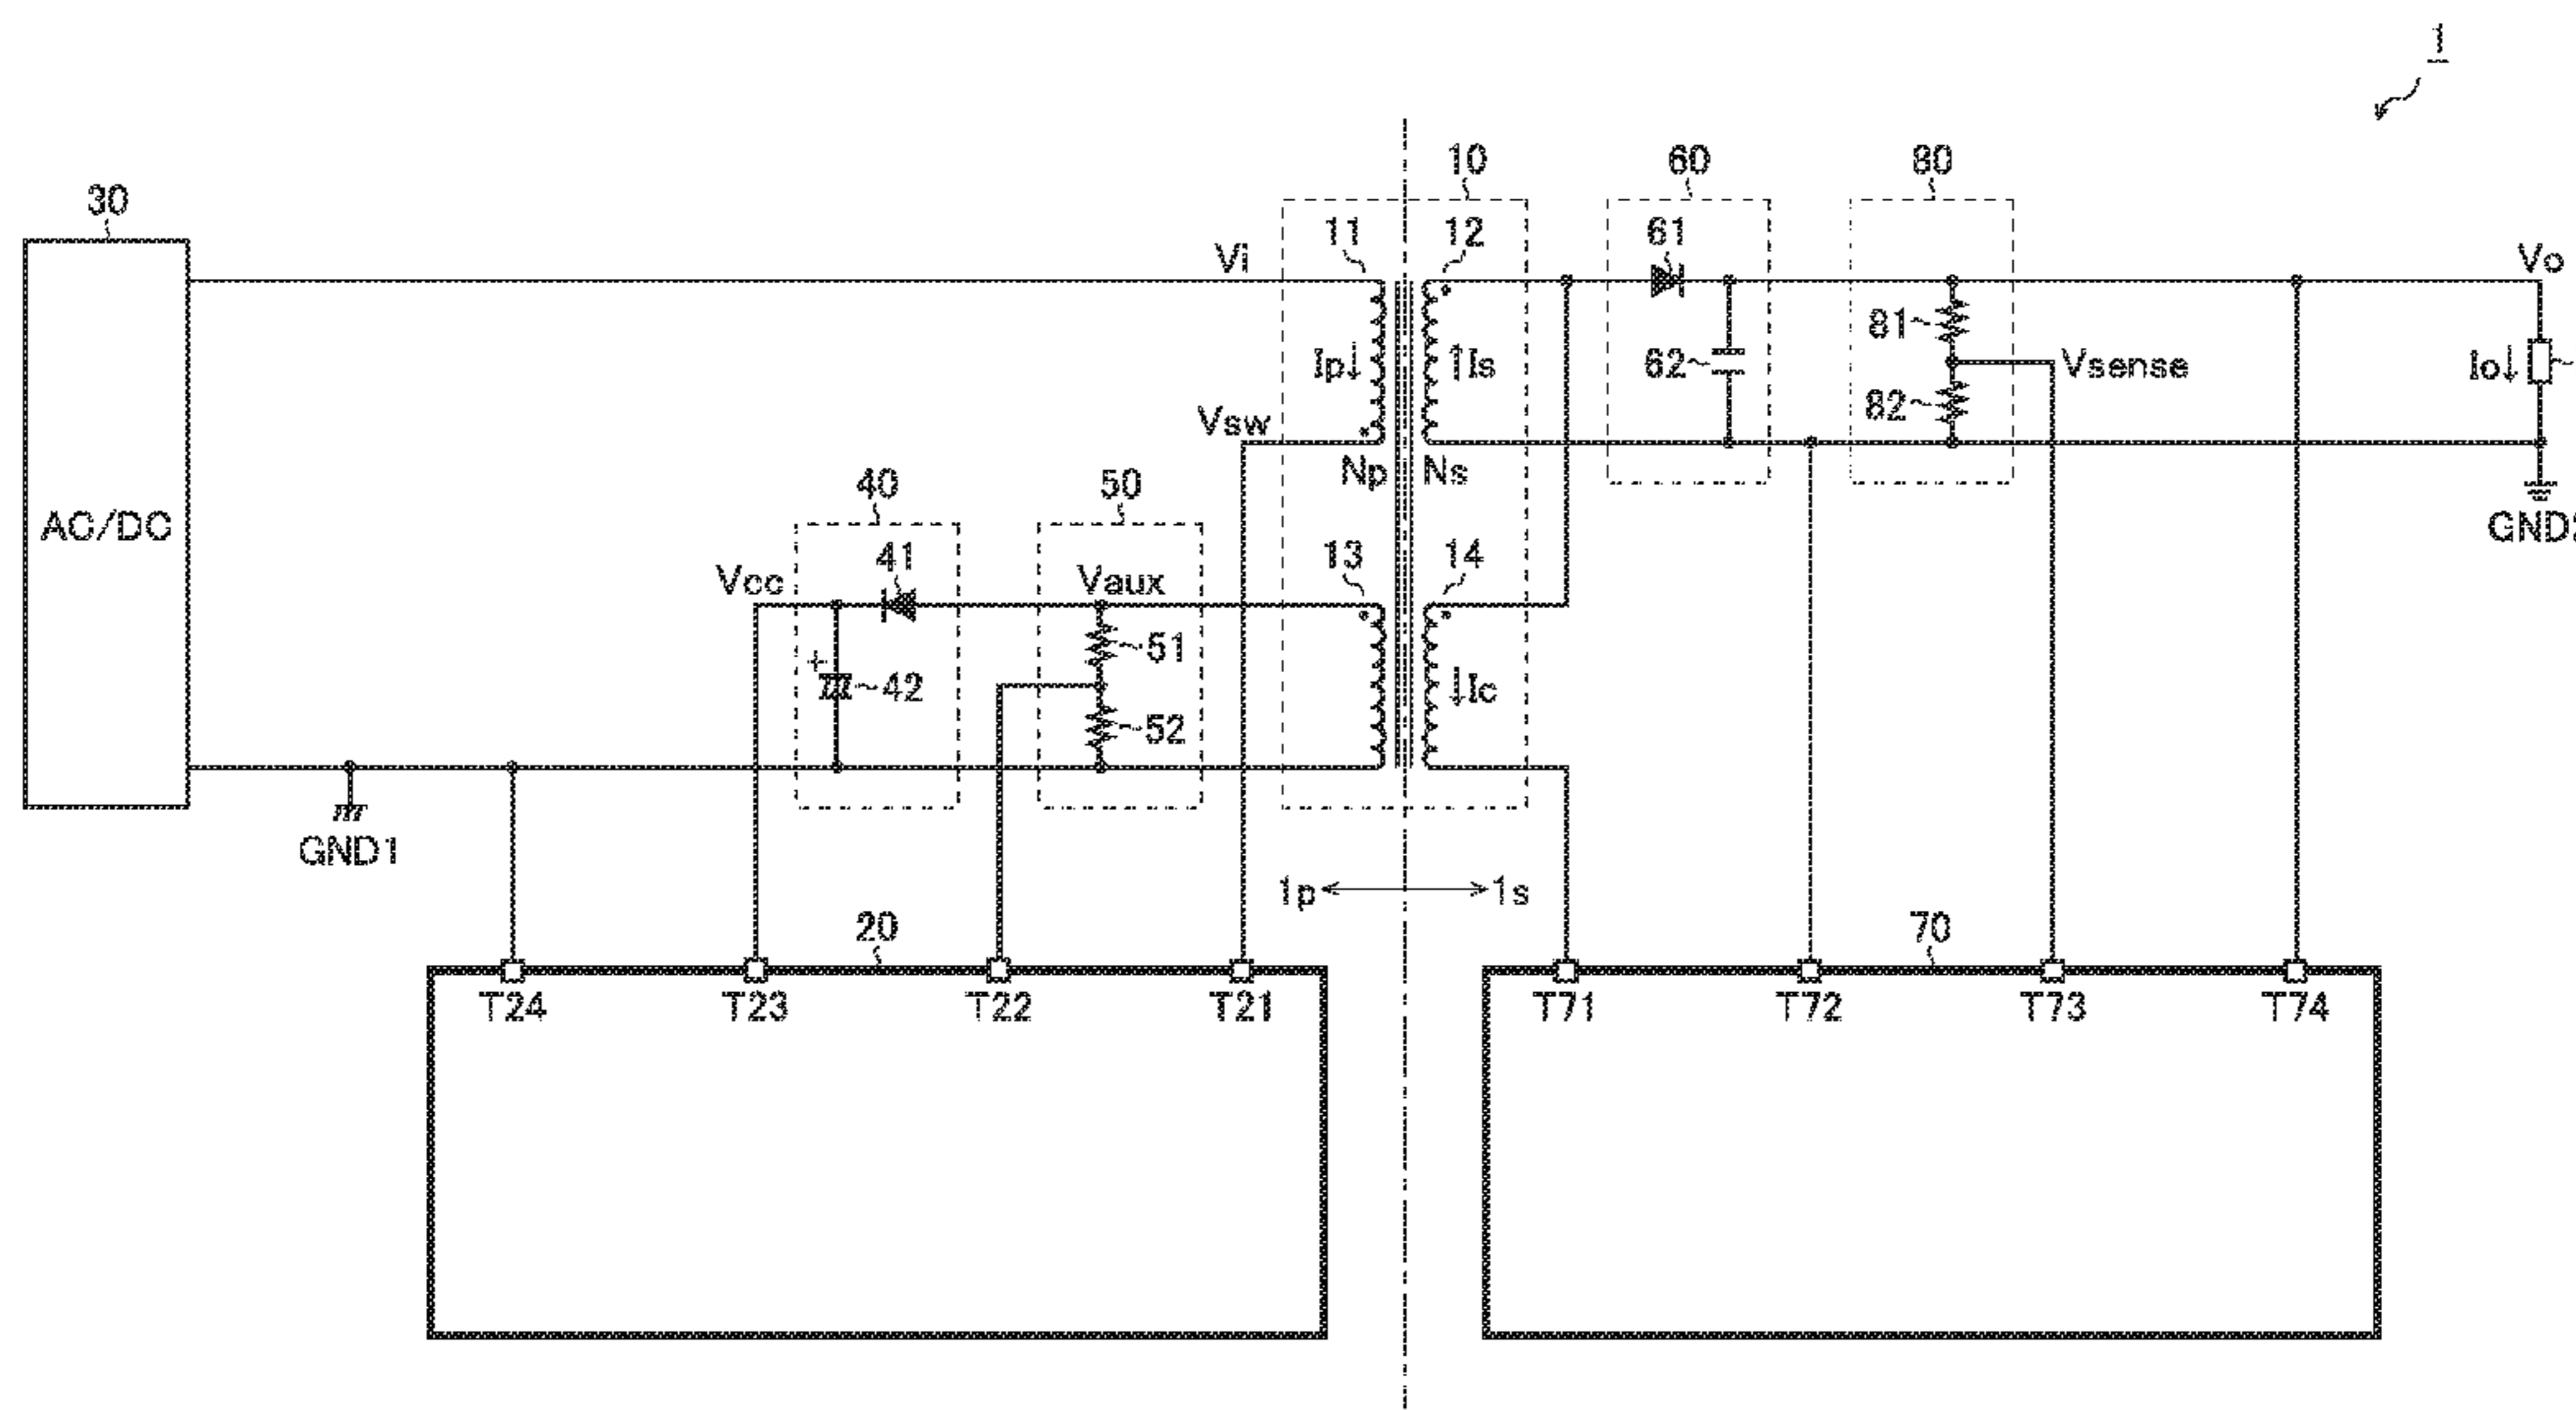 1
10
60
80
30
11
12
61
Vi
Vo
81
Ip↓
↑Is
62
Vsense
Io↓
82
Vsw
Np
Ns
40
50
AC/DC
GND
41
13
14
Vcc
Vaux
51
+
42
↓Ic
52
GND1
1p
1s
20
70
T24
T23
T22
T21
T71
T72
T73
T74